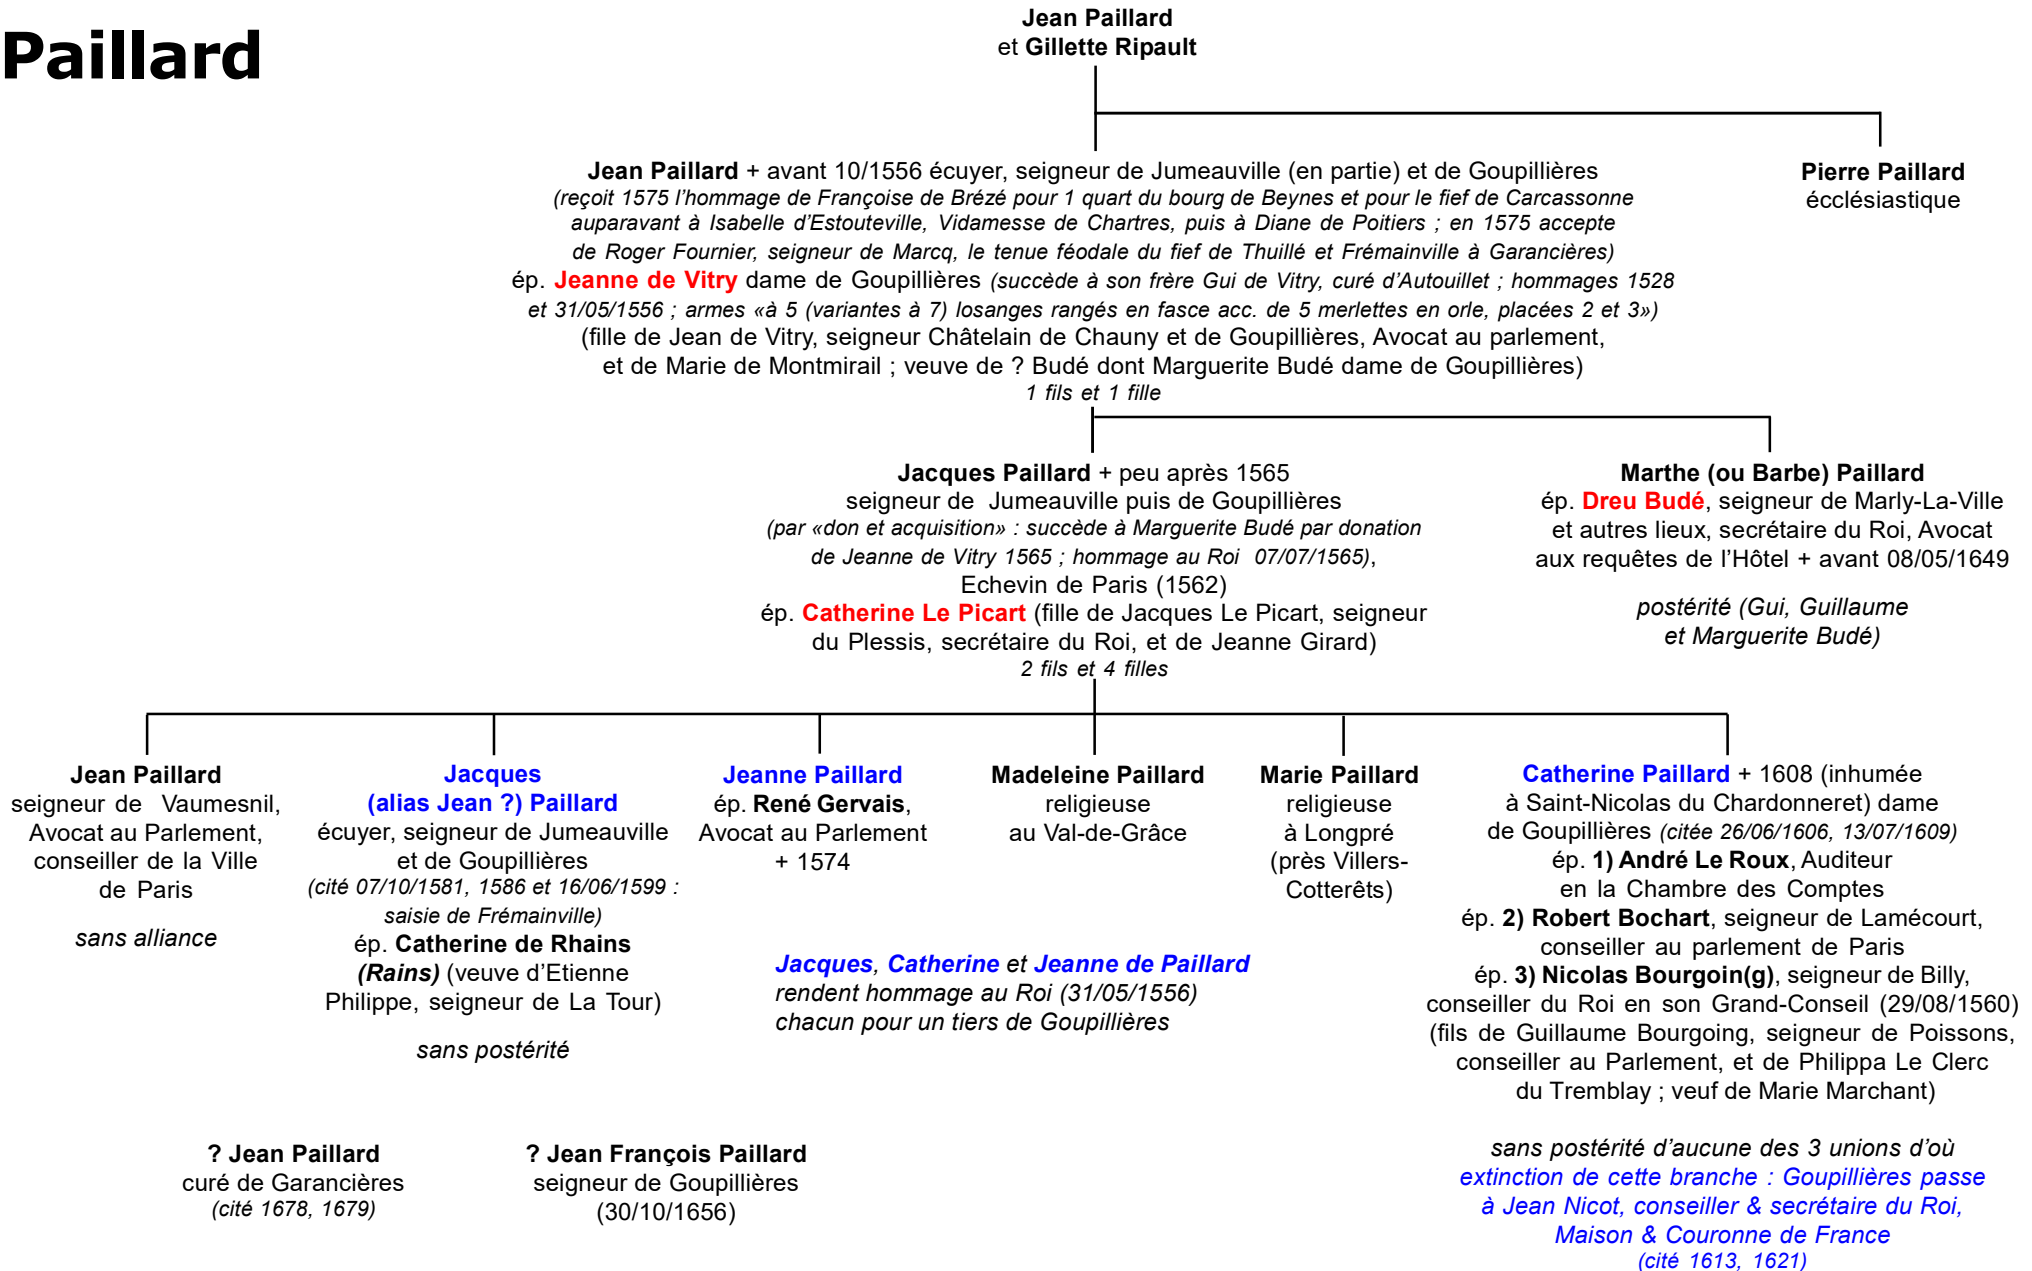 Paillard
Jean Paillard
et Gillette Ripault
Jean Paillard + avant 10/1556 écuyer, seigneur de Jumeauville (en partie) et de Goupillières
(reçoit 1575 l'hommage de Françoise de Brézé pour 1 quart du bourg de Beynes et pour le fief de Carcassonne
auparavant à Isabelle d'Estouteville, Vidamesse de Chartres, puis à Diane de Poitiers ; en 1575 accepte
de Roger Fournier, seigneur de Marcq, le tenue féodale du fief de Thuillé et Frémainville à Garancières)
ép. Jeanne de Vitry dame de Goupillières (succède à son frère Gui de Vitry, curé d'Autouillet ; hommages 1528
et 31/05/1556 ; armes «à 5 (variantes à 7) losanges rangés en fasce acc. de 5 merlettes en orle, placées 2 et 3»)
(fille de Jean de Vitry, seigneur Châtelain de Chauny et de Goupillières, Avocat au parlement,
et de Marie de Montmirail ; veuve de ? Budé dont Marguerite Budé dame de Goupillières)
1 fils et 1 fille
Pierre Paillard
écclésiastique
Jacques Paillard + peu après 1565
seigneur de Jumeauville puis de Goupillières
(par «don et acquisition» : succède à Marguerite Budé par donation
de Jeanne de Vitry 1565 ; hommage au Roi 07/07/1565),
Echevin de Paris (1562)
ép. Catherine Le Picart (fille de Jacques Le Picart, seigneur
du Plessis, secrétaire du Roi, et de Jeanne Girard)
2 fils et 4 filles
Marthe (ou Barbe) Paillard
ép. Dreu Budé, seigneur de Marly-La-Ville
et autres lieux, secrétaire du Roi, Avocat
aux requêtes de l'Hôtel + avant 08/05/1649
postérité (Gui, Guillaume
et Marguerite Budé)
Jean Paillard
seigneur de Vaumesnil,
Avocat au Parlement,
conseiller de la Ville
de Paris
sans alliance
Jacques
(alias Jean ?) Paillard
écuyer, seigneur de Jumeauville
et de Goupillières
(cité 07/10/1581, 1586 et 16/06/1599 :
saisie de Frémainville)
ép. Catherine de Rhains
(Rains) (veuve d'Etienne
Philippe, seigneur de La Tour)
sans postérité
Jeanne Paillard
ép. René Gervais,
Avocat au Parlement
+ 1574
Madeleine Paillard
religieuse
au Val-de-Grâce
Marie Paillard
religieuse
à Longpré
(près Villers-
Cotterêts)
Catherine Paillard + 1608 (inhumée
à Saint-Nicolas du Chardonneret) dame
de Goupillières (citée 26/06/1606, 13/07/1609)
ép. 1) André Le Roux, Auditeur
en la Chambre des Comptes
ép. 2) Robert Bochart, seigneur de Lamécourt,
conseiller au parlement de Paris
ép. 3) Nicolas Bourgoin(g), seigneur de Billy,
conseiller du Roi en son Grand-Conseil (29/08/1560)
(fils de Guillaume Bourgoing, seigneur de Poissons,
conseiller au Parlement, et de Philippa Le Clerc
du Tremblay ; veuf de Marie Marchant)
sans postérité d'aucune des 3 unions d'où
extinction de cette branche : Goupillières passe
à Jean Nicot, conseiller & secrétaire du Roi,
Maison & Couronne de France
(cité 1613, 1621)
Jacques, Catherine et Jeanne de Paillard
rendent hommage au Roi (31/05/1556)
chacun pour un tiers de Goupillières
? Jean Paillard
curé de Garancières
(cité 1678, 1679)
? Jean François Paillard
seigneur de Goupillières
(30/10/1656)